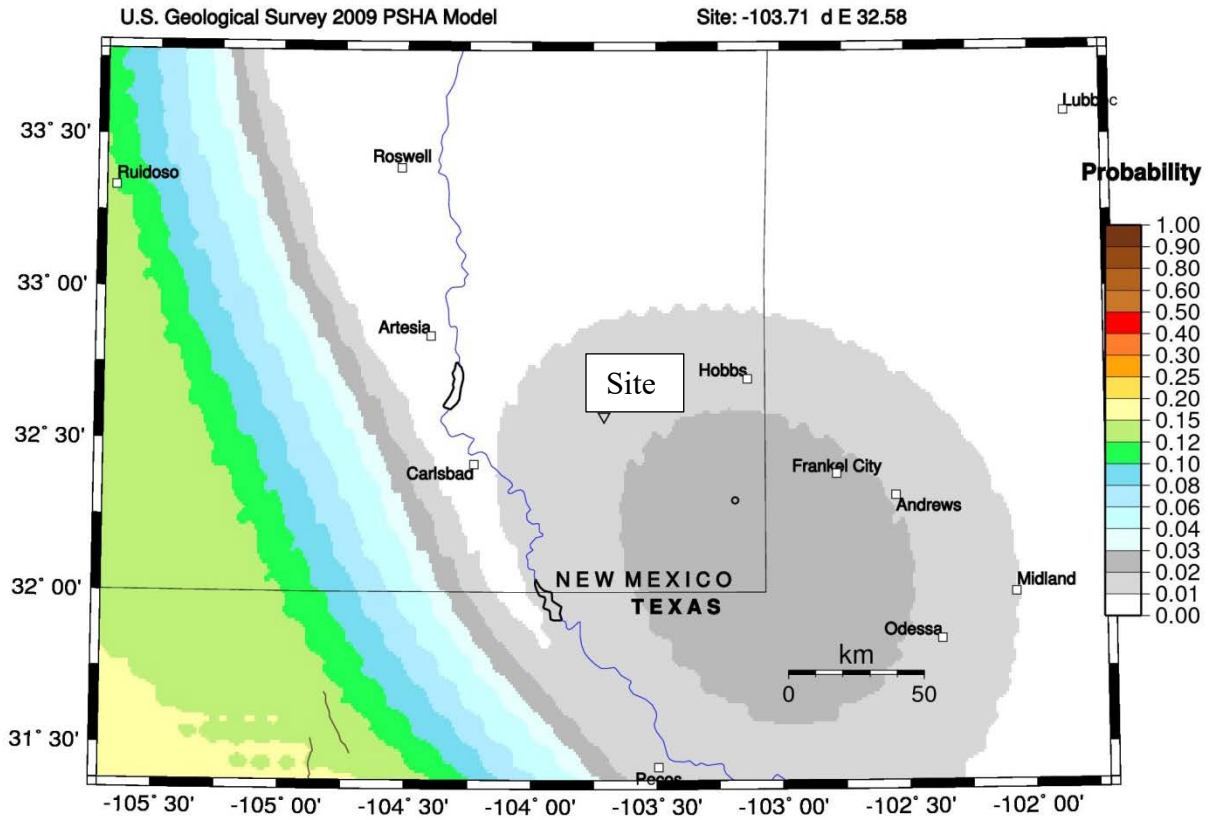 U.S. Geological Survey 2009 PSHA Model
Site: -103.71 d E 32.58
33° 30'
33° 00'
32° 30'
32° 00'
31° 30'
Lubboc
Roswell
Ruidoso
Artesia
Site
Hobbs
Carlsbad
Frankel City
Andrews
NEW MEXICO
TEXAS
Midland
Odessa
km
0 50
Pecos
-105° 30' -105° 00' -104° 30' -104° 00' -103° 30' -103° 00' -102° 30' -102° 00'
Probability
1.00
0.90
0.80
0.60
0.50
0.40
0.30
0.25
0.20
0.15
0.12
0.10
0.08
0.06
0.04
0.03
0.02
0.01
0.00